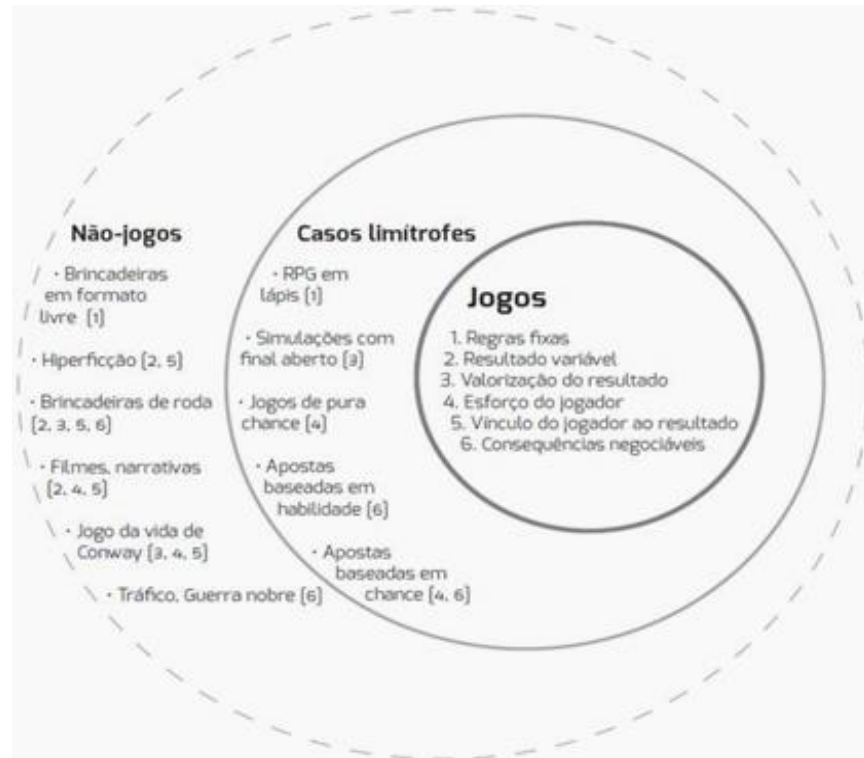 Não-jogos
· Brincadeiras
em formato
livre [1]
· Hiperficção [2, 5]
· Brincadeiras de roda
[2, 3, 5, 6]
· Filmes, narrativas
[2, 4, 5]
· Jogo da vida de
Conway [3, 4, 5]
· Tráfico, Guerra nobre [6]
Casos limítrofes
· RPG em
lápis [1]
· Simulações com
final aberto [3]
· Jogos de pura
chance [4]
· Apostas
baseadas em
habilidade [6]
· Apostas
baseadas em
chance [4, 6]
Jogos
1. Regras fixas
2. Resultado variável
3. Valorização do resultado
4. Esforço do jogador
5. Vínculo do jogador ao resultado
6. Consequências negociáveis